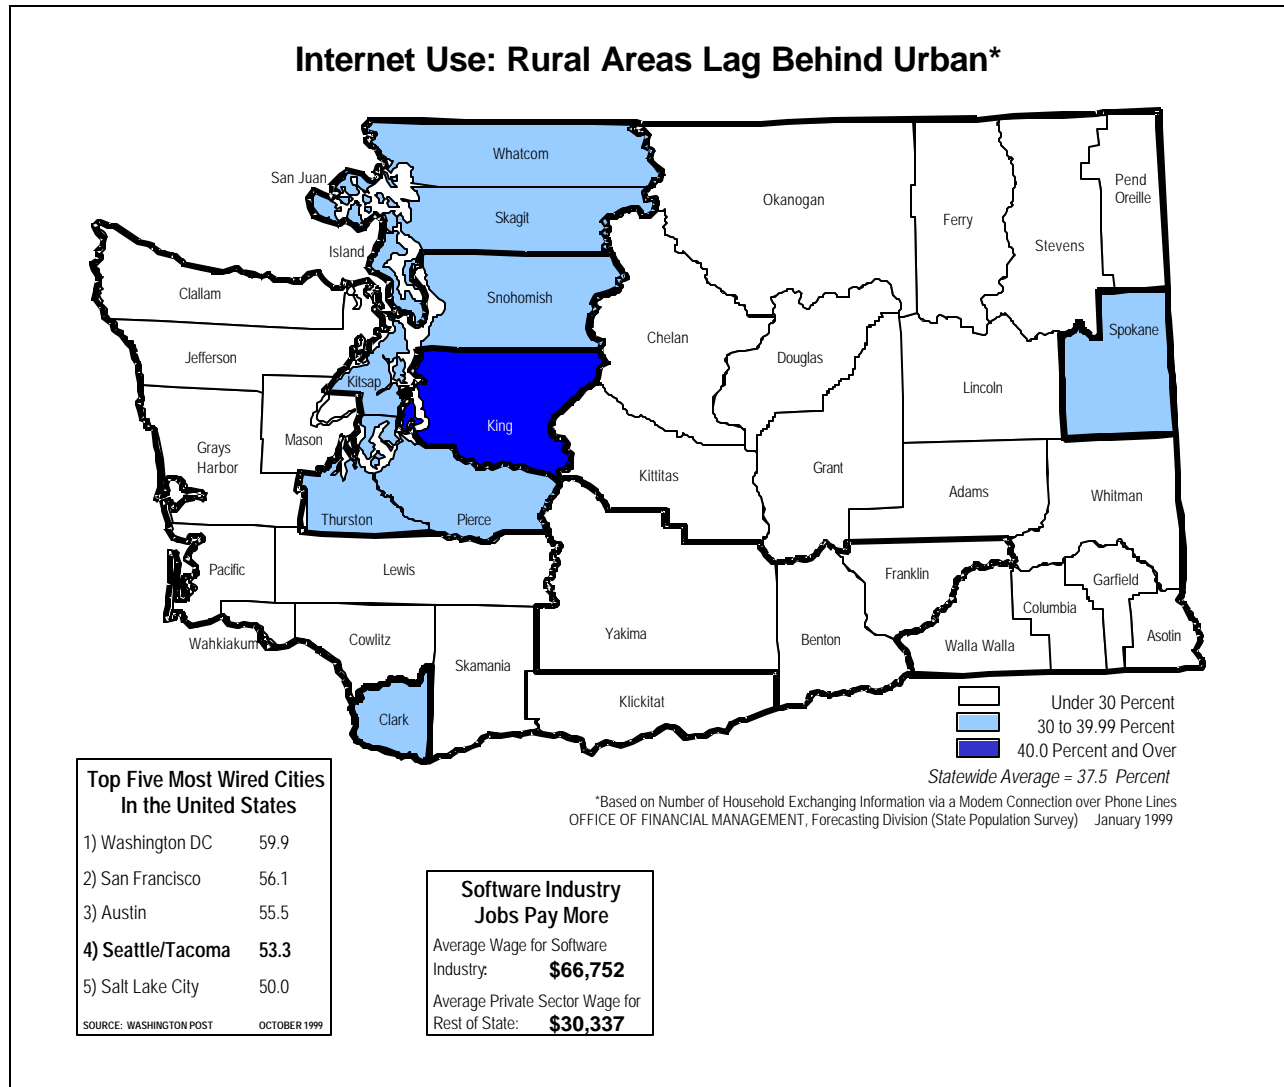 Internet Use: Rural Areas Lag Behind Urban*
Whatcom
San Juan
Skagit
Island
Snohomish
Clallam
Jefferson
Kitsap
King
Mason
Grays
Harbor
Thurston
Pierce
Pacific
Lewis
Wahkiakum
Cowlitz
Skamania
Clark
Okanogan
Ferry
Stevens
Pend
Oreille
Chelan
Douglas
Lincoln
Spokane
Kittitas
Grant
Adams
Whitman
Yakima
Benton
Franklin
Walla Walla
Columbia
Garfield
Asotin
Klickitat
Under 30 Percent
30 to 39.99 Percent
40.0 Percent and Over
Statewide Average = 37.5 Percent
*Based on Number of Household Exchanging Information via a Modem Connection over Phone Lines
OFFICE OF FINANCIAL MANAGEMENT, Forecasting Division (State Population Survey) January 1999
Top Five Most Wired Cities
In the United States
1) Washington DC 59.9
2) San Francisco 56.1
3) Austin 55.5
4) Seattle/Tacoma 53.3
5) Salt Lake City 50.0
SOURCE: WASHINGTON POST OCTOBER 1999
Software Industry
Jobs Pay More
Average Wage for Software
Industry: $66,752
Average Private Sector Wage for
Rest of State: $30,337